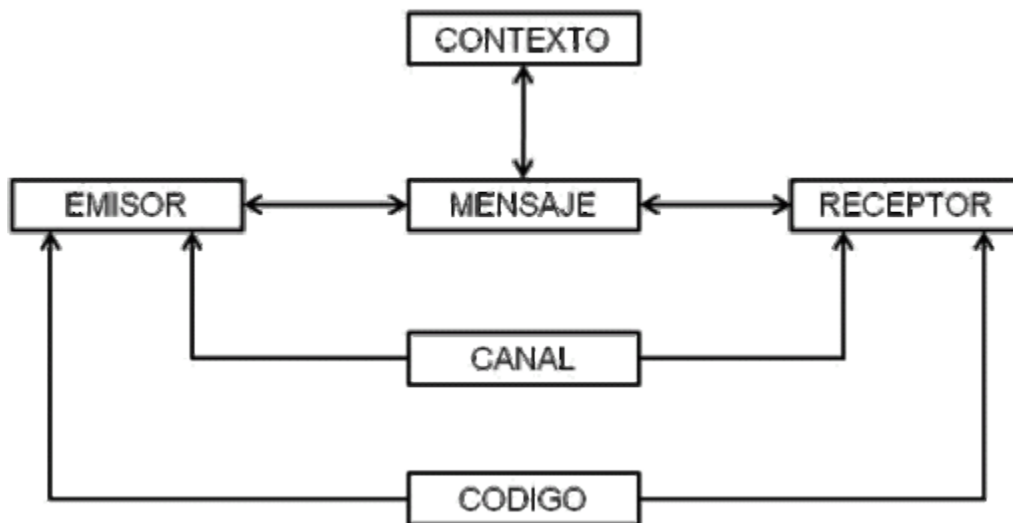 CONTEXTO
EMISOR
MENSAJE
RECEPTOR
CANAL
CODIGO